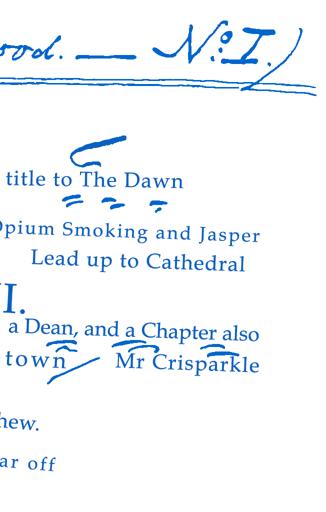 ood. — No. I.)
title to The Dawn
Opium Smoking and Jasper
Lead up to Cathedral
II.
a Dean, and a Chapter also
town Mr Crisparkle
hew.
ar off